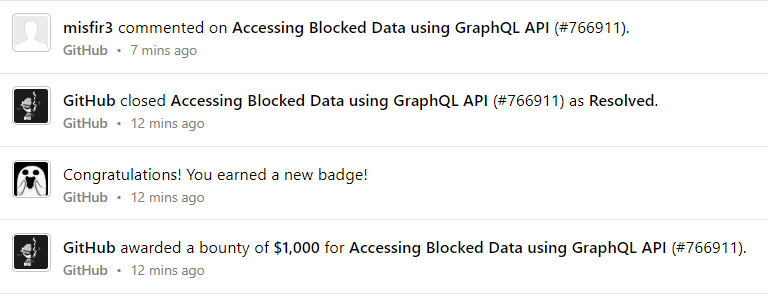 misfir3 commented on Accessing Blocked Data using GraphQL API (#766911).
GitHub • 7 mins ago
GitHub closed Accessing Blocked Data using GraphQL API (#766911) as Resolved.
GitHub • 12 mins ago
Congratulations! You earned a new badge!
GitHub • 12 mins ago
GitHub awarded a bounty of $1,000 for Accessing Blocked Data using GraphQL API (#766911).
GitHub • 12 mins ago